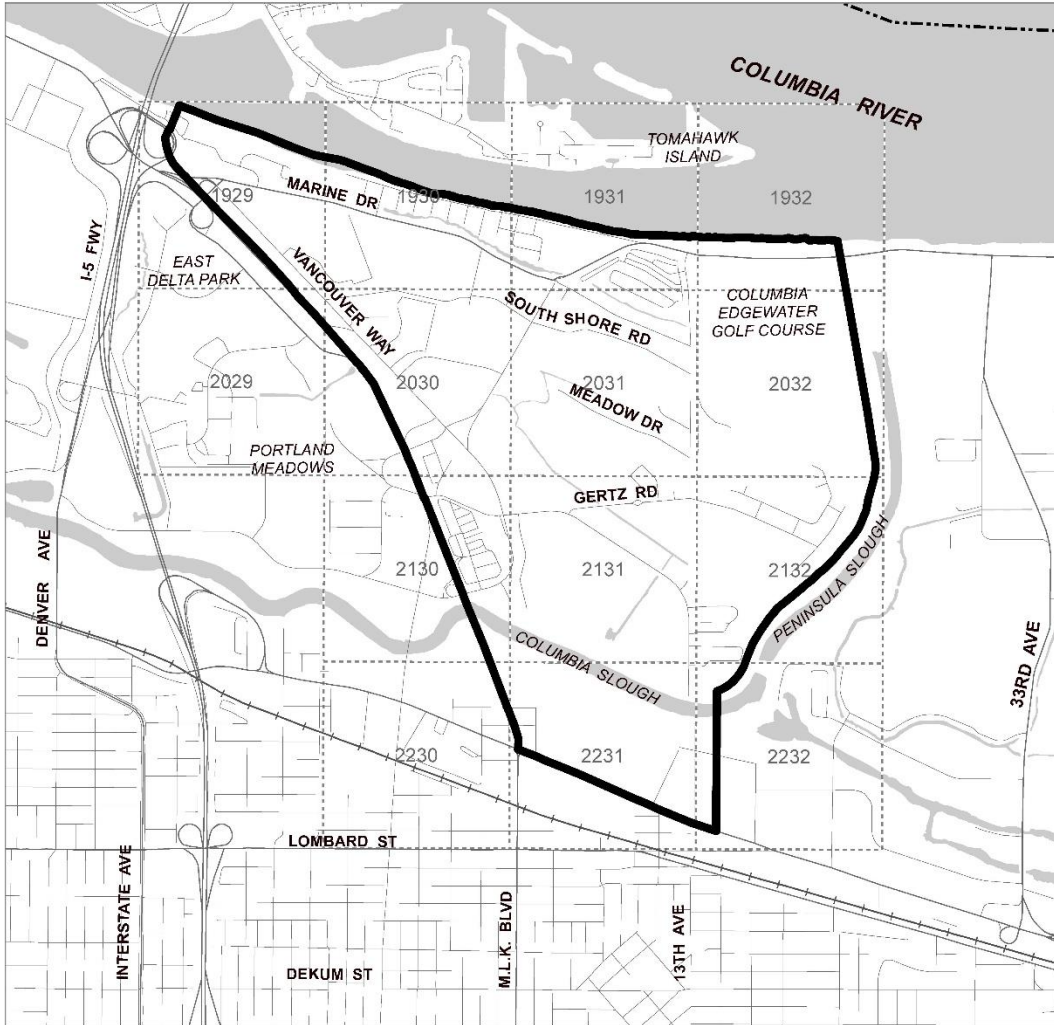 COLUMBIA RIVER
TOMAHAWK
ISLAND
1929
1930
1931
1932
MARINE DR
I-5 FWY
EAST
DELTA PARK
VANCOUVER WAY
SOUTH SHORE RD
COLUMBIA
EDGEWATER
GOLF COURSE
2029
2030
2031
2032
MEADOW DR
PORTLAND
MEADOWS
GERTZ RD
DENVER AVE
2130
2131
2132
PENINSULA SLOUGH
COLUMBIA SLOUGH
33RD AVE
2230
2231
2232
LOMBARD ST
INTERSTATE AVE
M.L.K. BLVD
13TH AVE
DEKUM ST